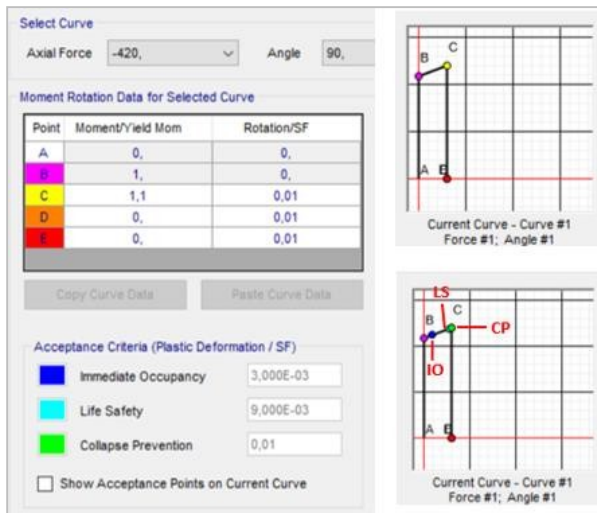 Select Curve
Axial Force -420, Angle 90,
Moment Rotation Data for Selected Curve
Point Moment/Yield Mom Rotation/SF
A 0, 0,
B 1, 0,
C 1,1 0,01
D 0, 0,01
E 0, 0,01
Copy Curve Data Paste Curve Data
Acceptance Criteria (Plastic Deformation / SF)
Immediate Occupancy 3,000E-03
Life Safety 9,000E-03
Collapse Prevention 0,01
Show Acceptance Points on Current Curve
C
B
A E
Current Curve - Curve #1
Force #1; Angle #1
LS
B C
CP
IO
A E
Current Curve - Curve #1
Force #1; Angle #1